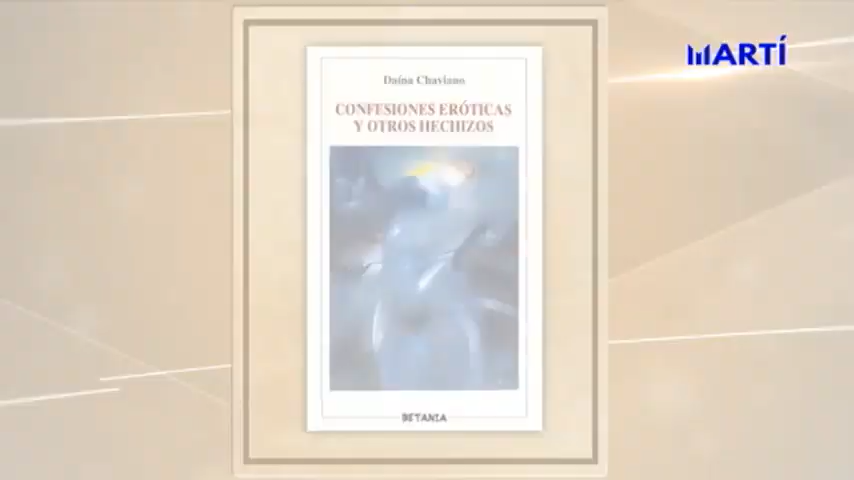 MARTÍ
Daína Chaviano
CONFESIONES ERÓTICAS
Y OTROS HECHIZOS
BETANIA